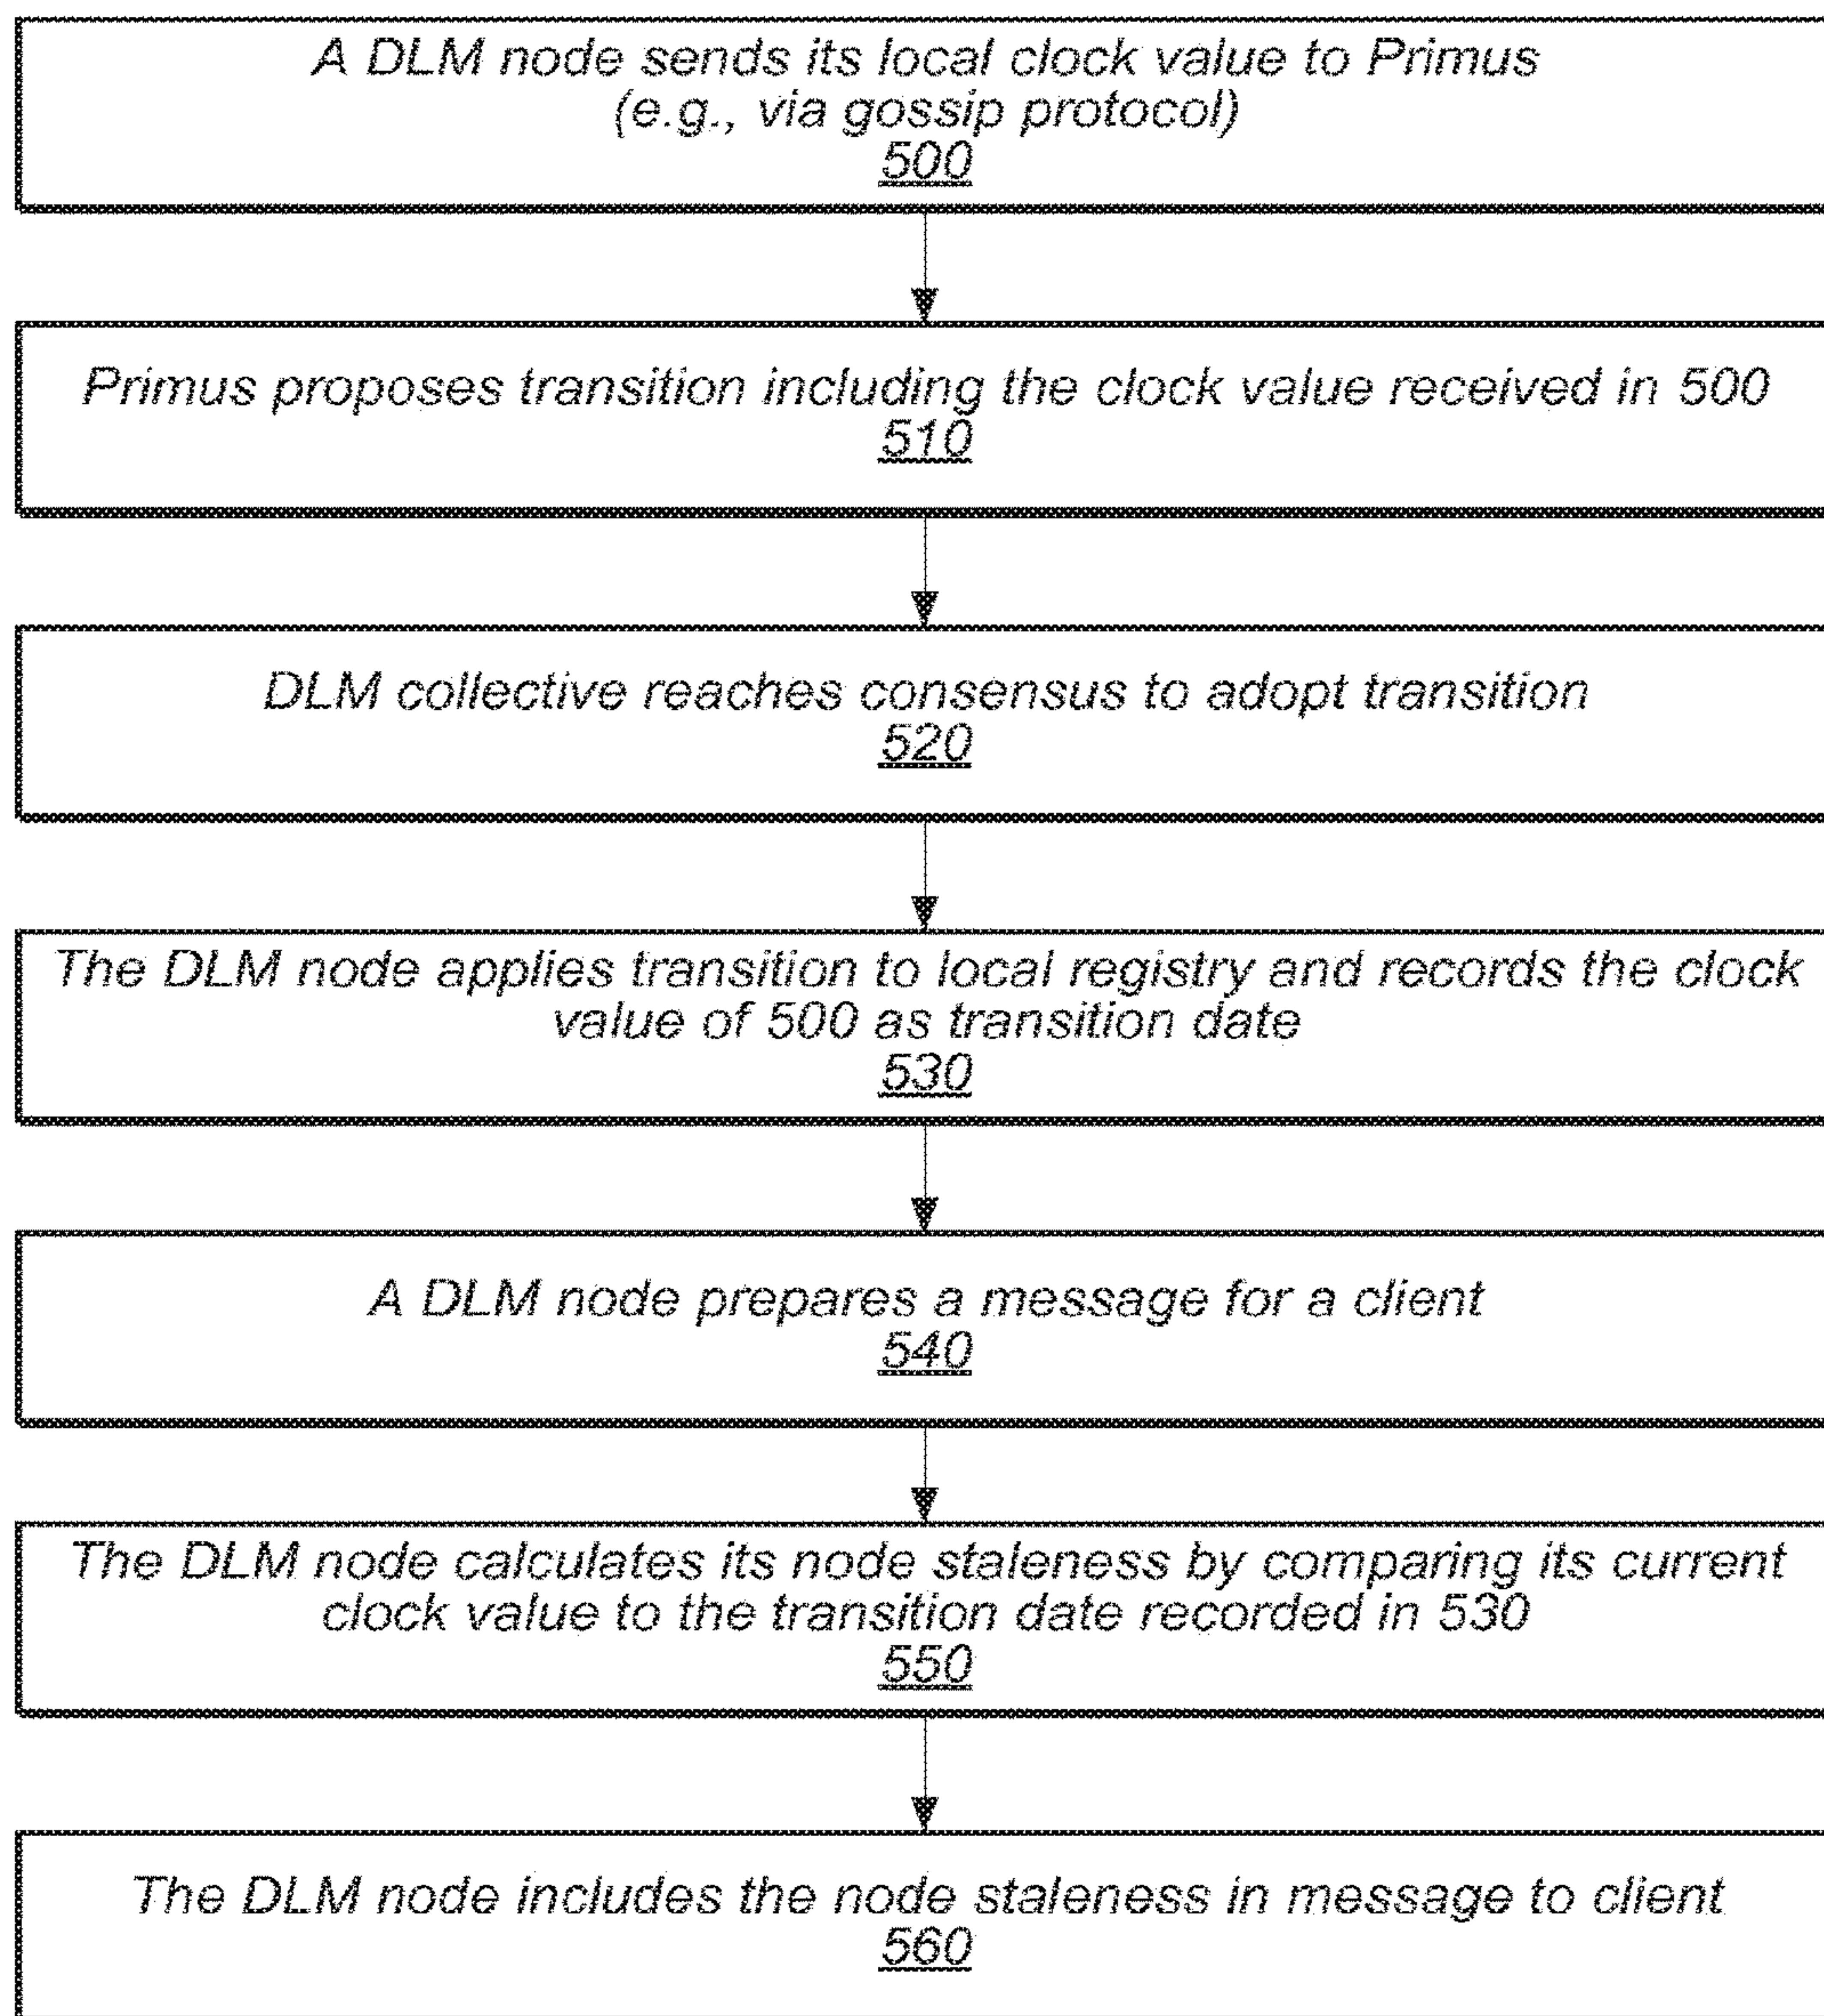 A DLM node sends its local clock value to Primus
(e.g., via gossip protocol)
500
Primus proposes transition including the clock value received in 500
510
DLM collective reaches consensus to adopt transition
520
The DLM node applies transition to local registry and records the clock
value of 500 as transition date
530
A DLM node prepares a message for a client
540
The DLM node calculates its node staleness by comparing its current
clock value to the transition date recorded in 530
550
The DLM node includes the node staleness in message to client
560